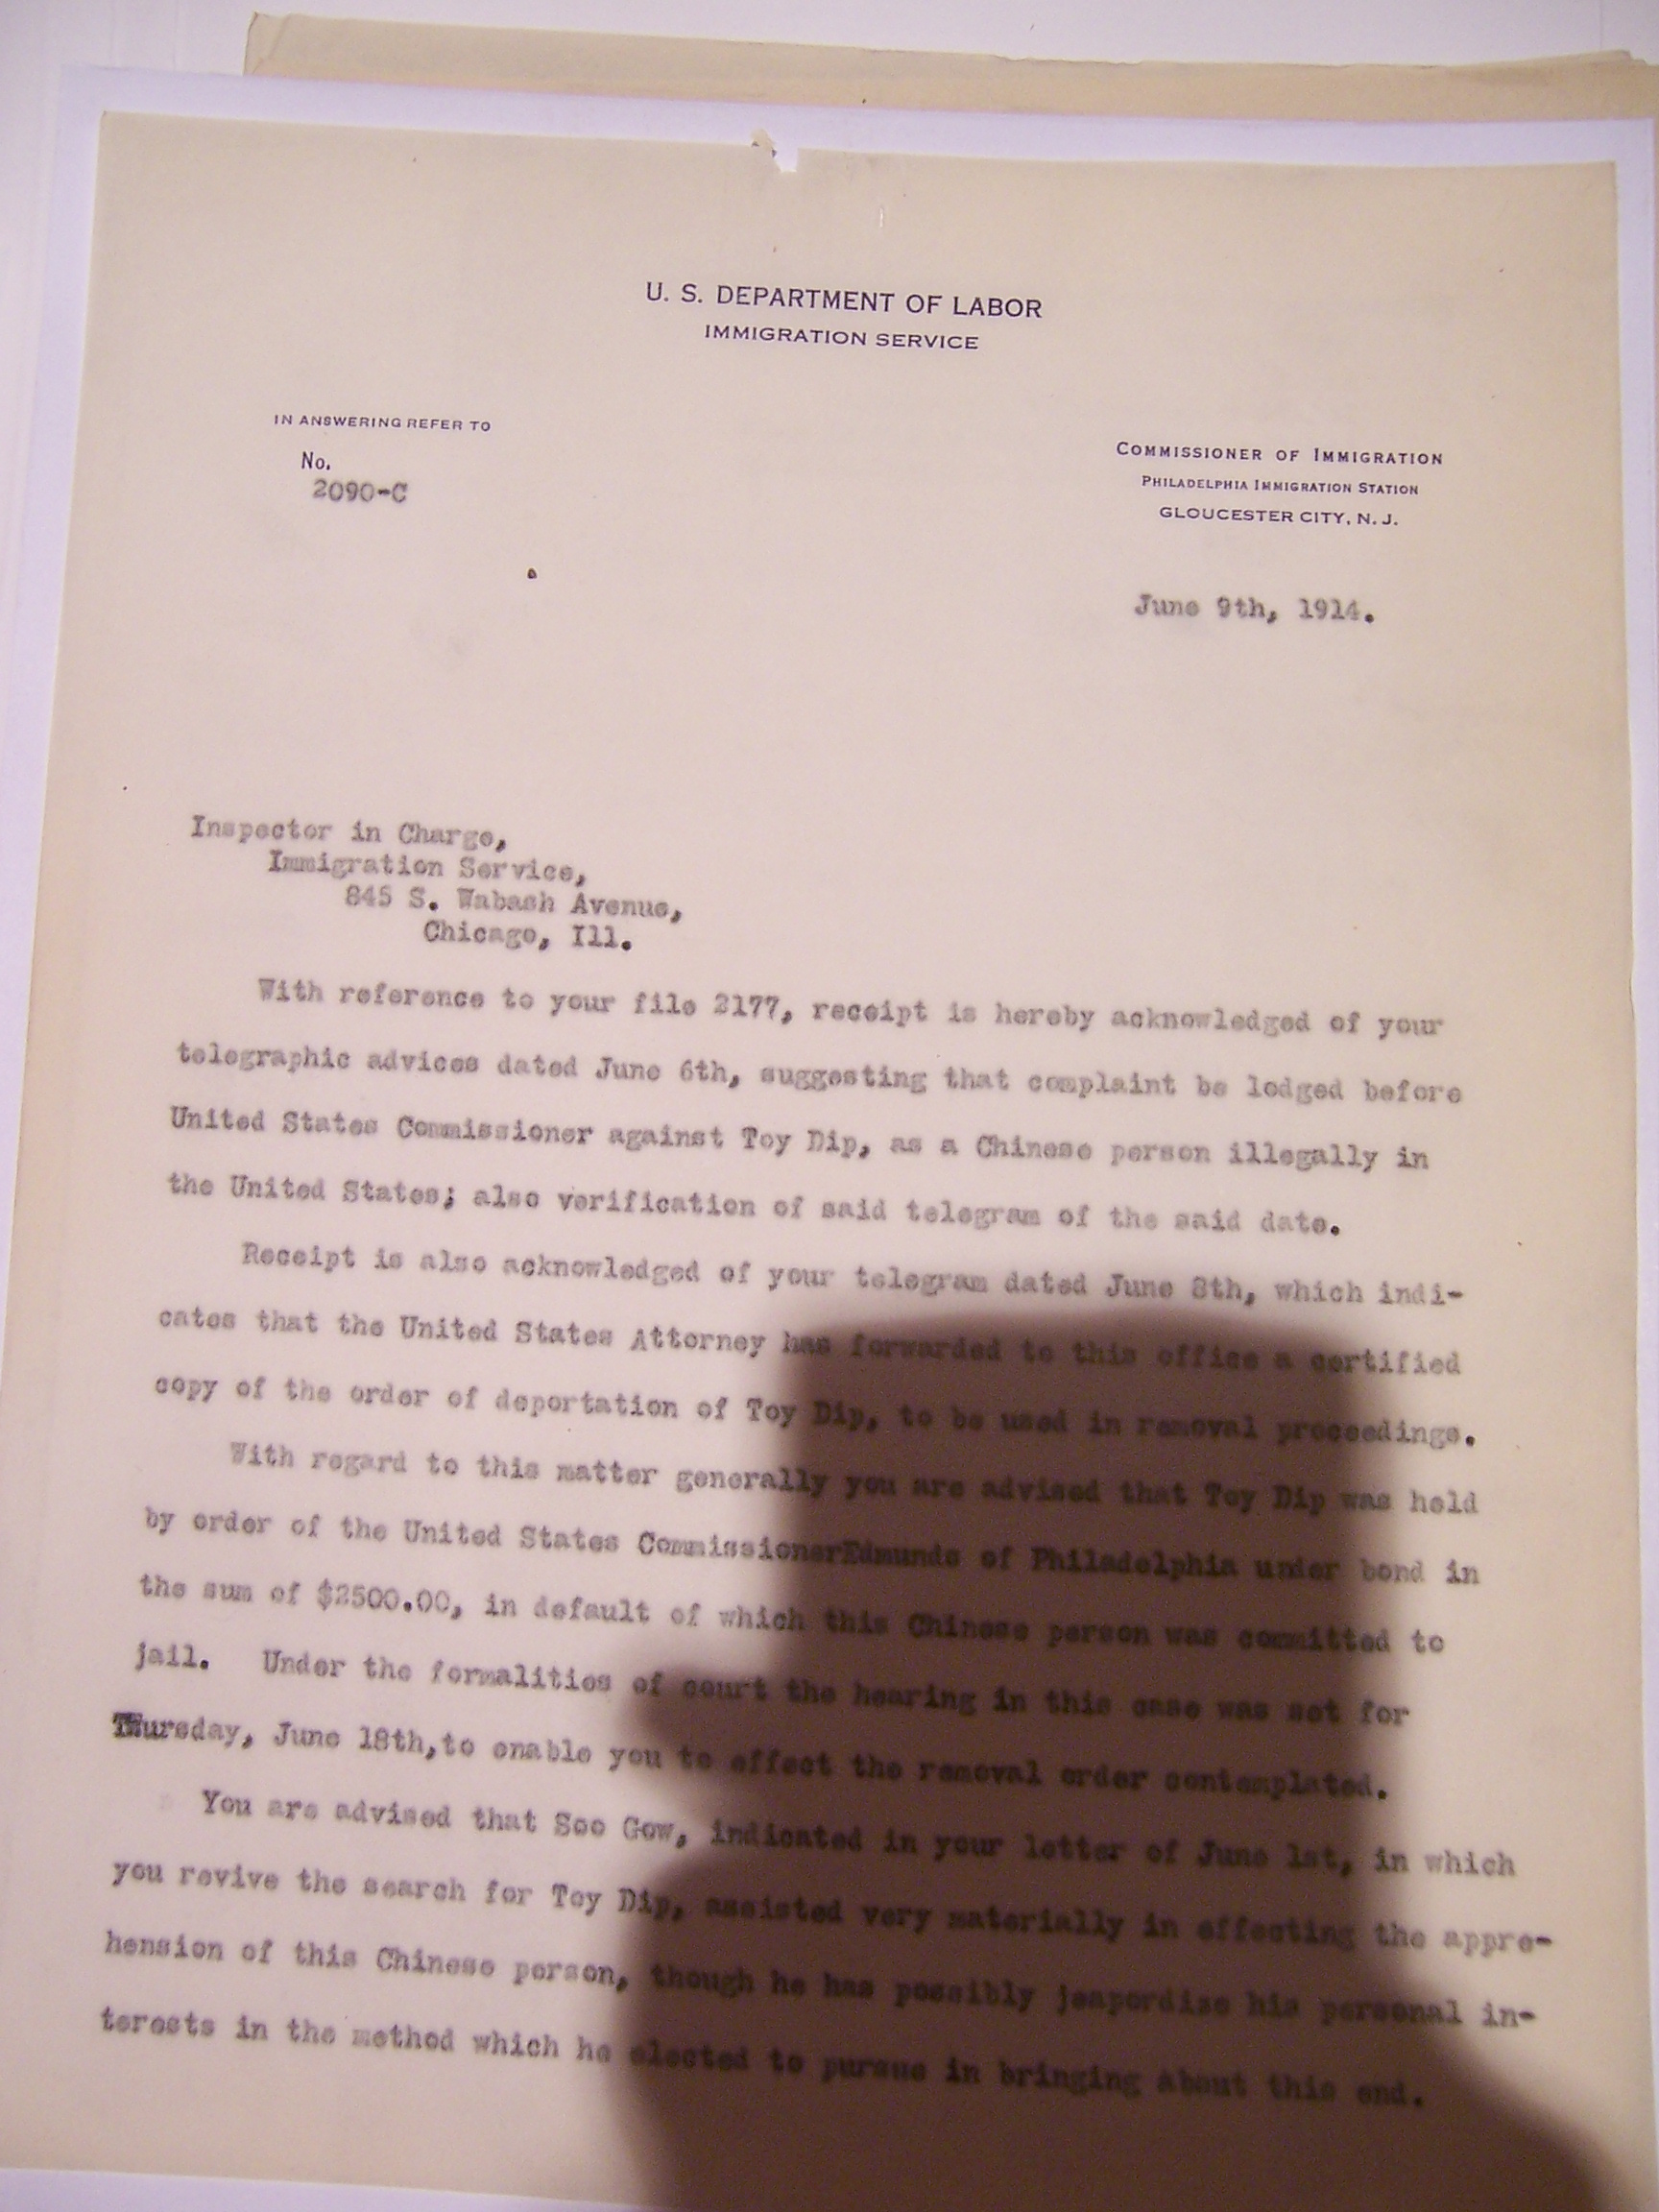 U. S. DEPARTMENT OF LABOR
IMMIGRATION SERVICE
IN ANSWERING REFER TO
No.
2090-C
COMMISSIONER OF IMMIGRATION
PHILADELPHIA IMMIGRATION STATION
GLOUCESTER CITY, N. J.
June 9th, 1914.
Inspector in Charge,
Immigration Service,
845 S. Wabash Avenue,
Chicago, Ill.
With reference to your file 2177, receipt is hereby acknowledged of your
telegraphic advices dated June 6th, suggesting that complaint be lodged before
United States Commissioner against Toy Dip, as a Chinese person illegally in
the United States; also verification of said telegram of the said date.
Receipt is also acknowledged of your telegram dated June 8th, which indi-
cates that the United States Attorney has forwarded to this office a certified
copy of the order of deportation of Toy Dip, to be used in removal proceedings.
With regard to this matter generally you are advised that Toy Dip was held
by order of the United States CommissionerEdmunds of Philadelphia under bond in
the sum of $2500.00, in default of which this Chinese person was committed to
jail. Under the formalities of court the hearing in this case was set for
Thursday, June 18th,to enable you to effect the removal order contemplated.
You are advised that Soo Gow, indicated in your letter of June 1st, in which
you revive the search for Toy Dip, assisted very materially in effecting the appre-
hension of this Chinese person, though he has possibly jeapordize his personal in-
terests in the method which he elected to pursue in bringing about this end.